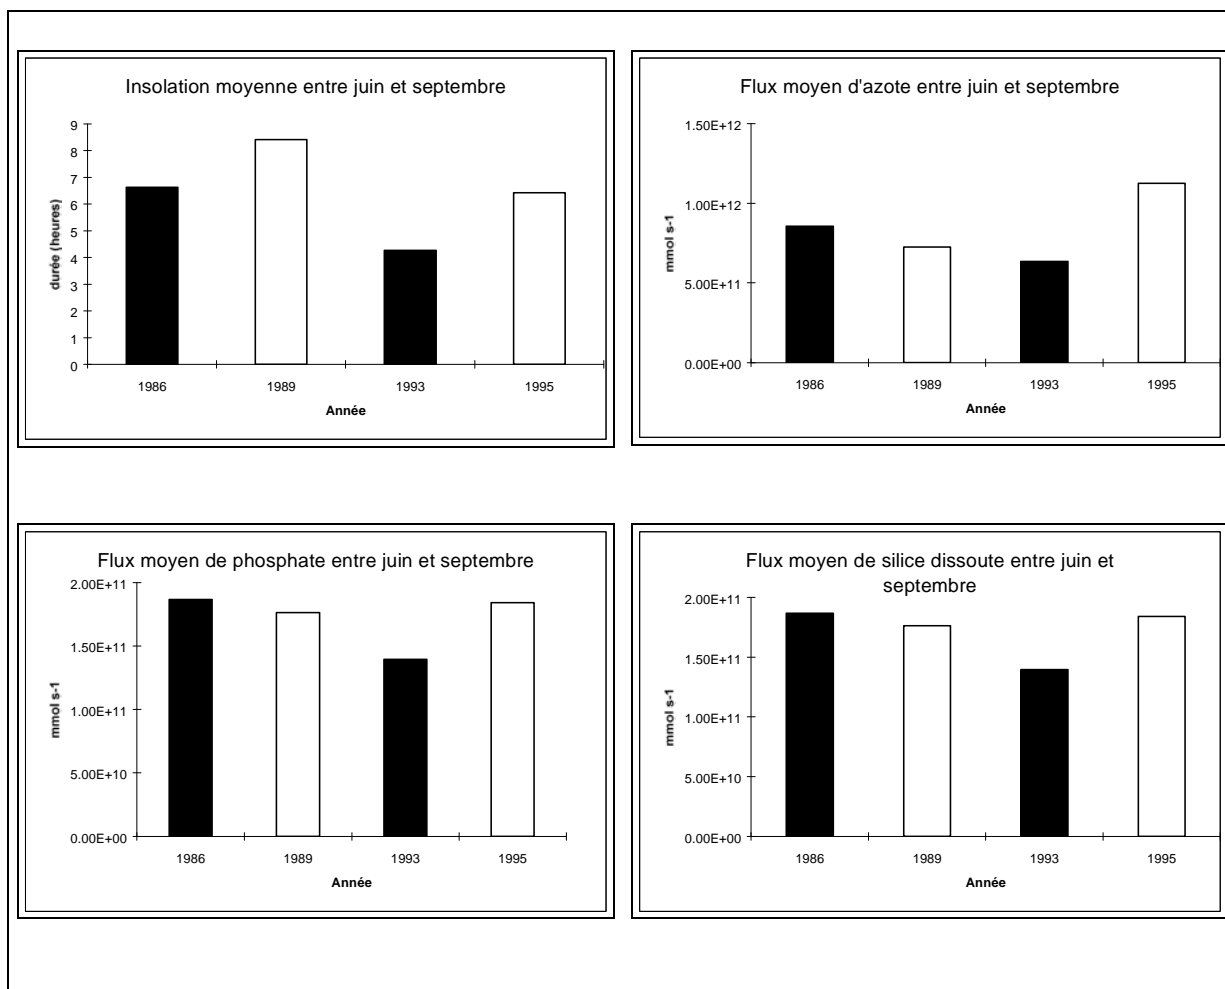 Insolation moyenne entre juin et septembre
9
8
7
6
5
4
3
2
1
0
durée (heures)
1986 1989 1993 1995
Année
Flux moyen d'azote entre juin et septembre
1.50E+12
1.00E+12
5.00E+11
0.00E+00
mmol s-1
1986 1989 1993 1995
Année
Flux moyen de phosphate entre juin et septembre
2.00E+11
1.50E+11
1.00E+11
5.00E+10
0.00E+00
mmol s-1
1986 1989 1993 1995
Année
Flux moyen de silice dissoute entre juin et
septembre
2.00E+11
1.50E+11
1.00E+11
5.00E+10
0.00E+00
mmol s-1
1986 1989 1993 1995
Année